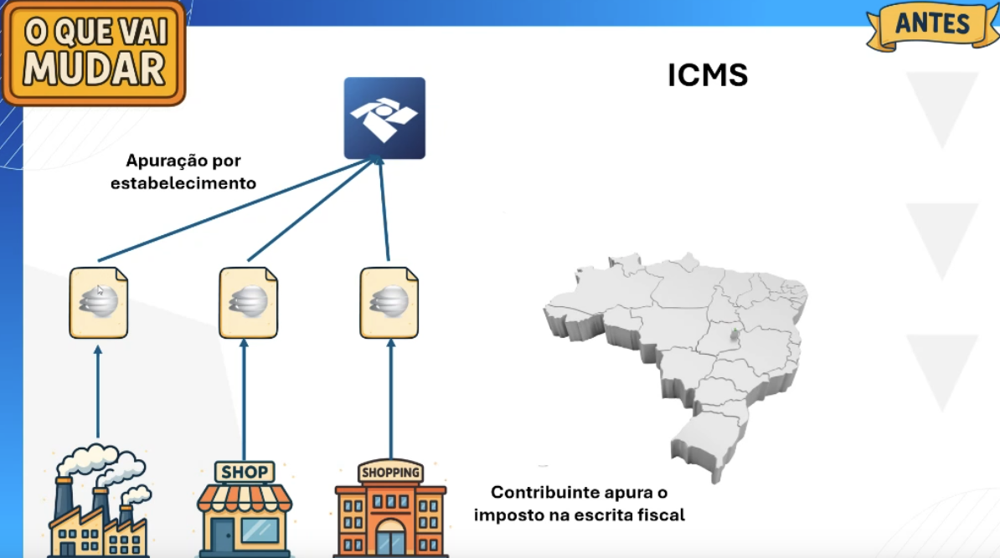 O QUE VAI
MUDAR
ANTES
ICMS
Apuração por
estabelecimento
SHOP
SHOPPING
Contribuinte apura o
imposto na escrita fiscal